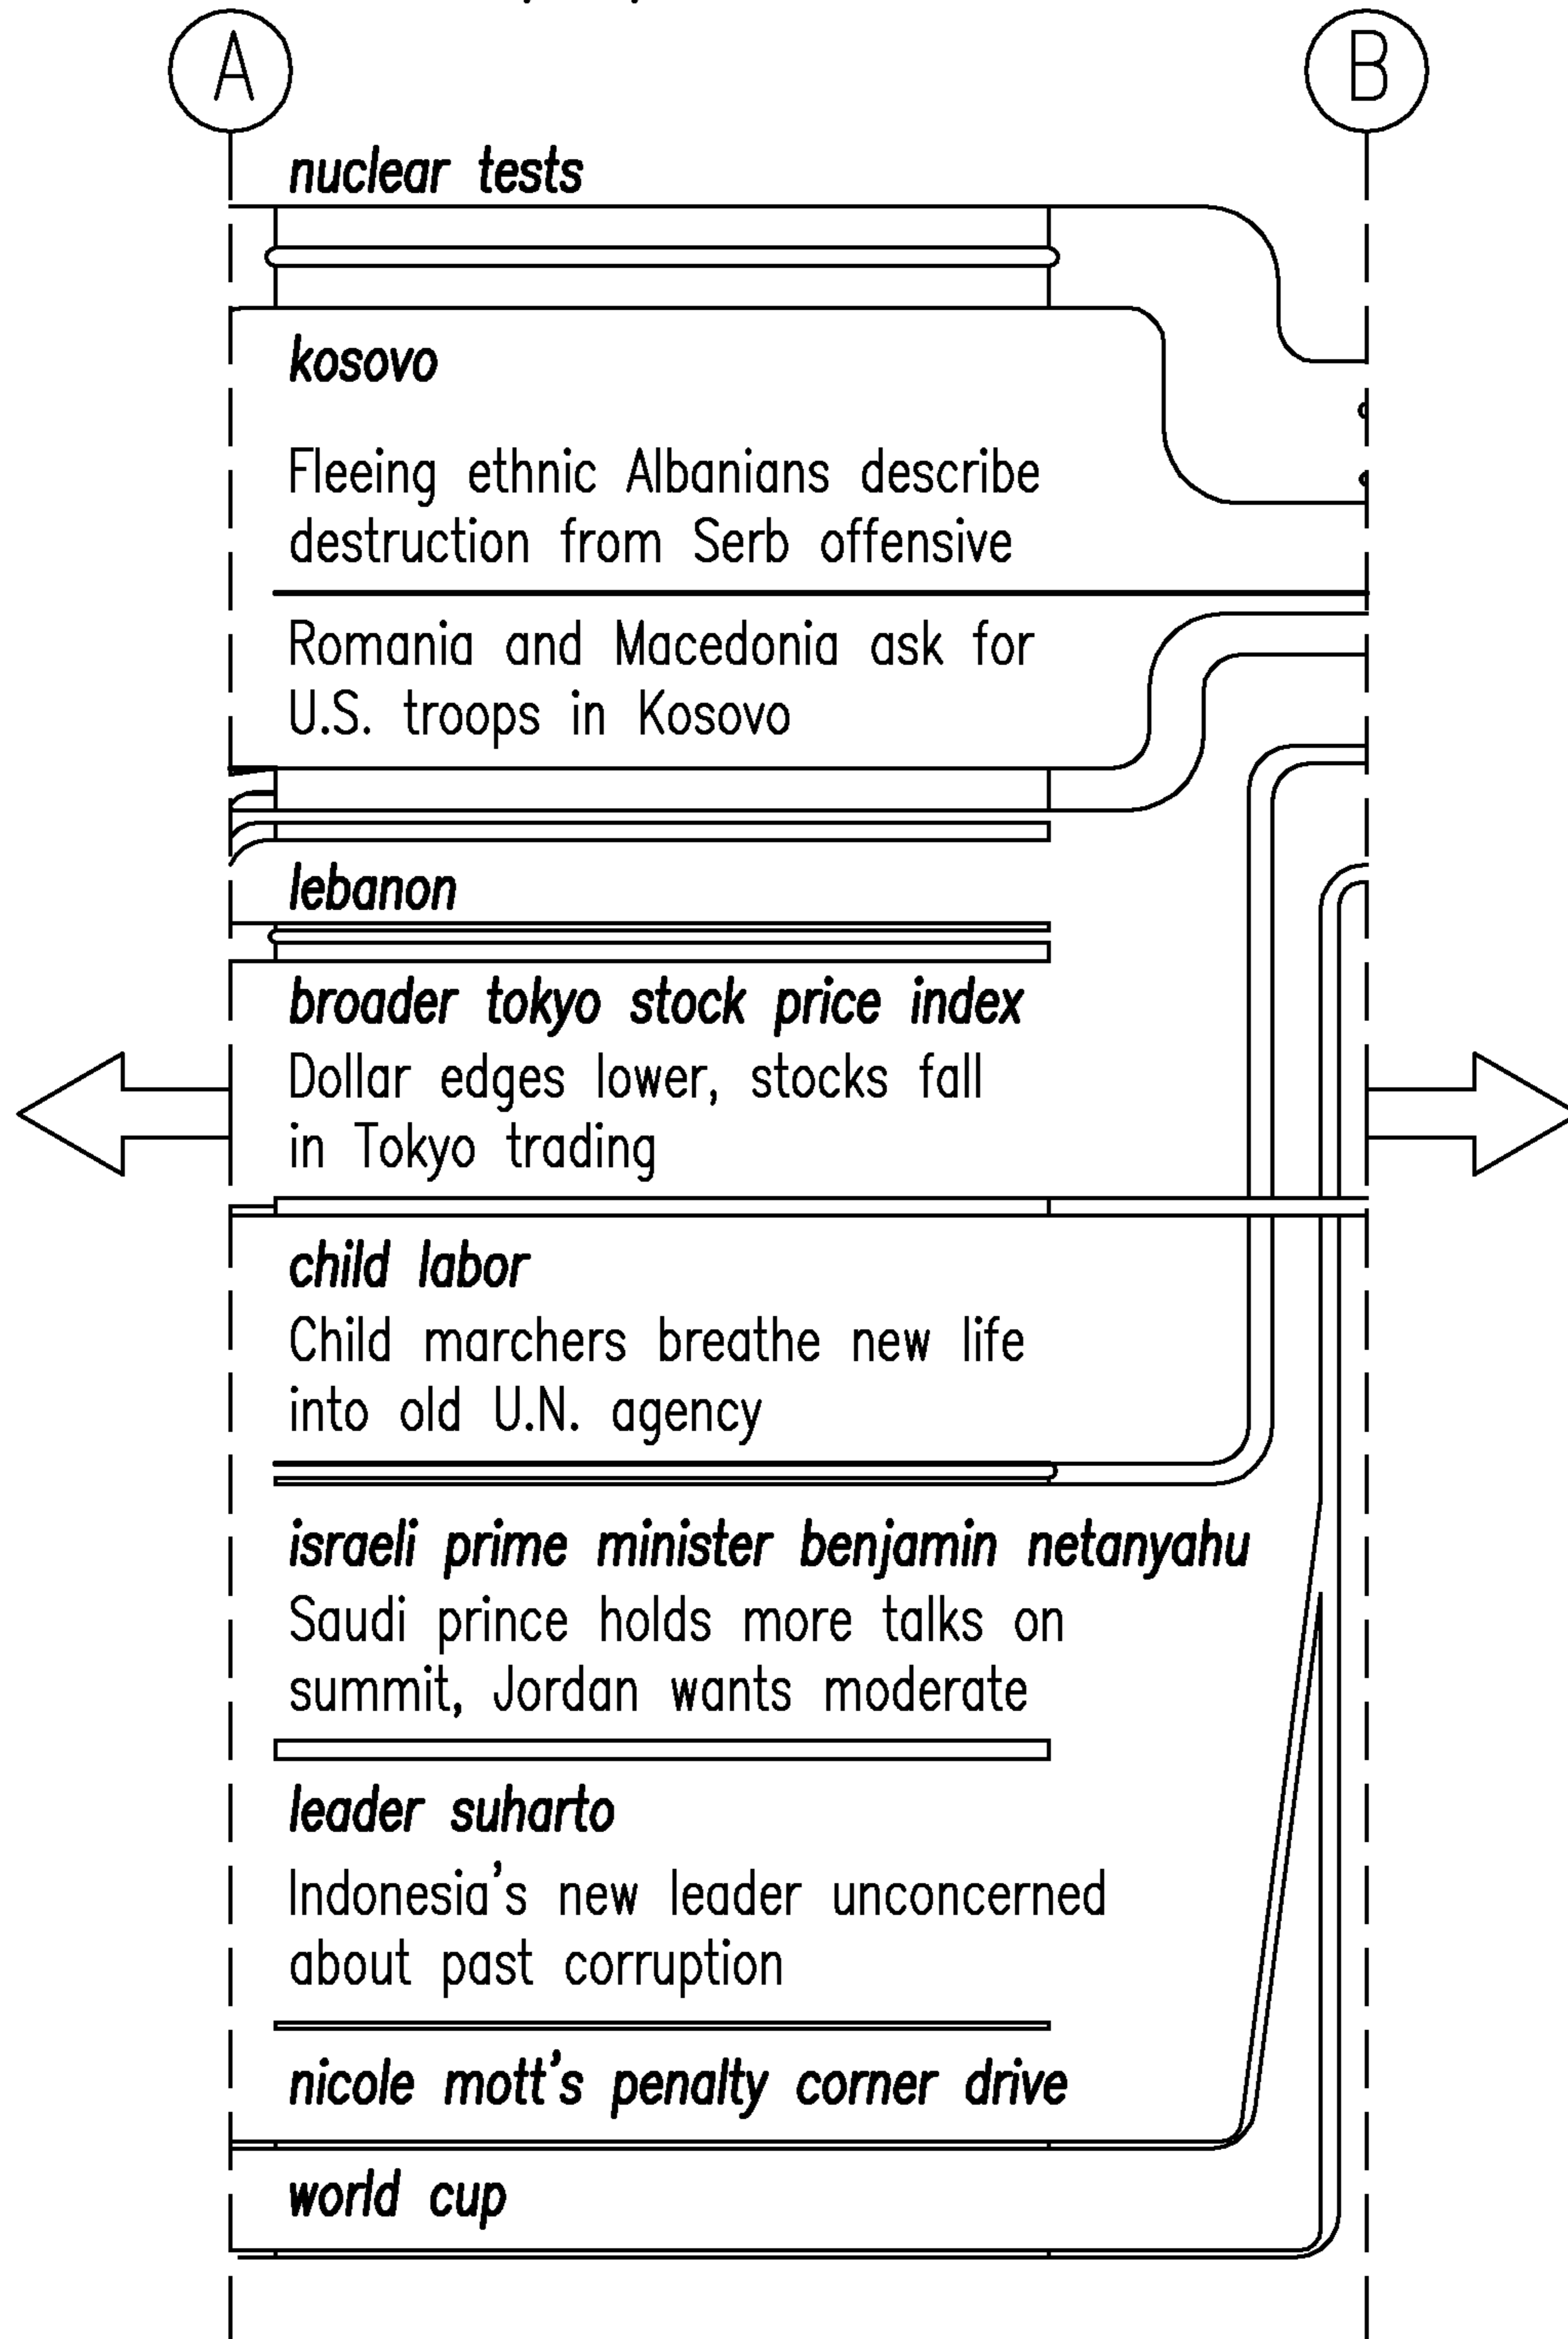 A
B
nuclear tests
kosovo
Fleeing ethnic Albanians describe
destruction from Serb offensive
Romania and Macedonia ask for
U.S. troops in Kosovo
lebanon
broader tokyo stock price index
Dollar edges lower, stocks fall
in Tokyo trading
child labor
Child marchers breathe new life
into old U.N. agency
israeli prime minister benjamin netanyahu
Saudi prince holds more talks on
summit, Jordan wants moderate
leader suharto
Indonesia's new leader unconcerned
about past corruption
nicole mott's penalty corner drive
world cup